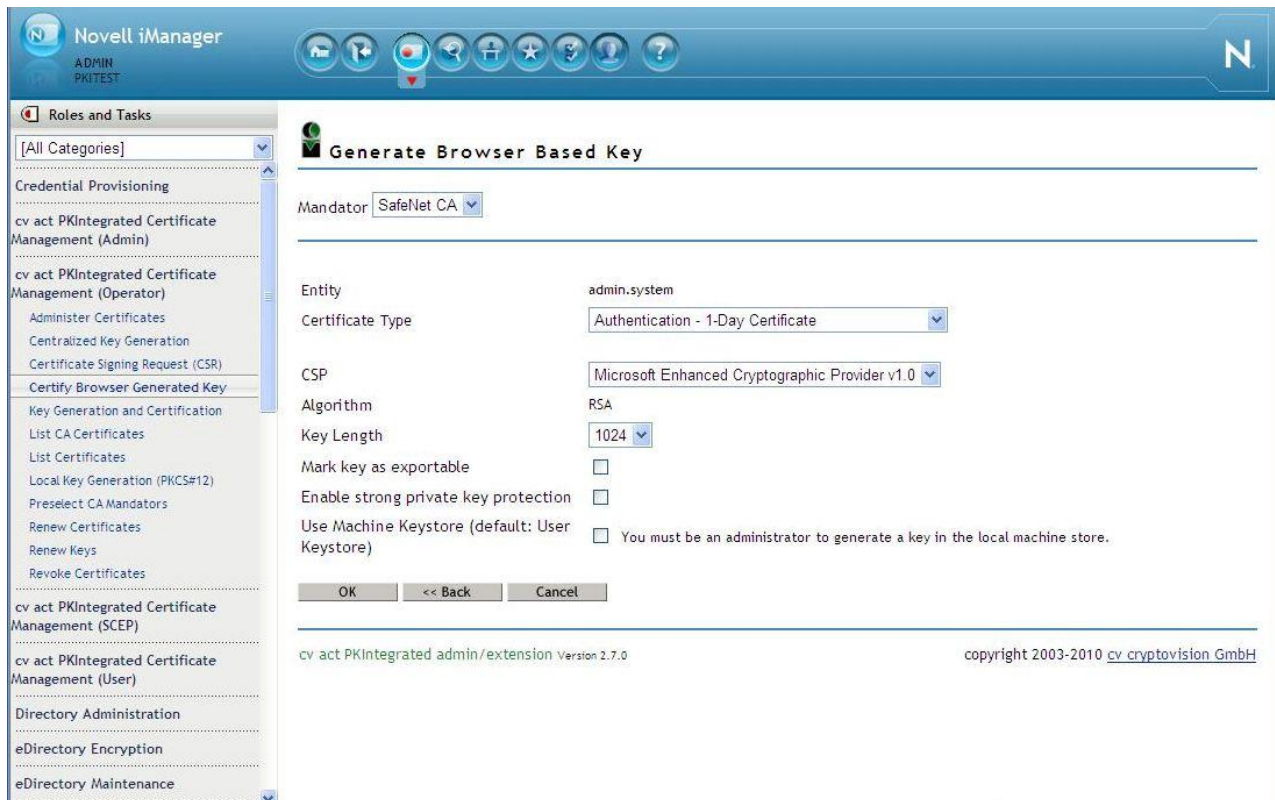 Novell iManager
ADMIN
PKITEST
N
Roles and Tasks
[All Categories]
Credential Provisioning
cv act PKIntegrated Certificate
Management (Admin)
cv act PKIntegrated Certificate
Management (Operator)
Administer Certificates
Centralized Key Generation
Certificate Signing Request (CSR)
Certify Browser Generated Key
Key Generation and Certification
List CA Certificates
List Certificates
Local Key Generation (PKCS#12)
Preselect CA Mandators
Renew Certificates
Renew Keys
Revoke Certificates
cv act PKIntegrated Certificate
Management (SCEP)
cv act PKIntegrated Certificate
Management (User)
Directory Administration
eDirectory Encryption
eDirectory Maintenance
Generate Browser Based Key
Mandator SafeNet CA
Entity admin.system
Certificate Type Authentication - 1-Day Certificate
CSP Microsoft Enhanced Cryptographic Provider v1.0
Algorithm RSA
Key Length 1024
Mark key as exportable
Enable strong private key protection
Use Machine Keystore (default: User
Keystore) You must be an administrator to generate a key in the local machine store.
OK << Back Cancel
cv act PKIntegrated admin/extension Version 2.7.0 copyright 2003-2010 cv cryptovision GmbH